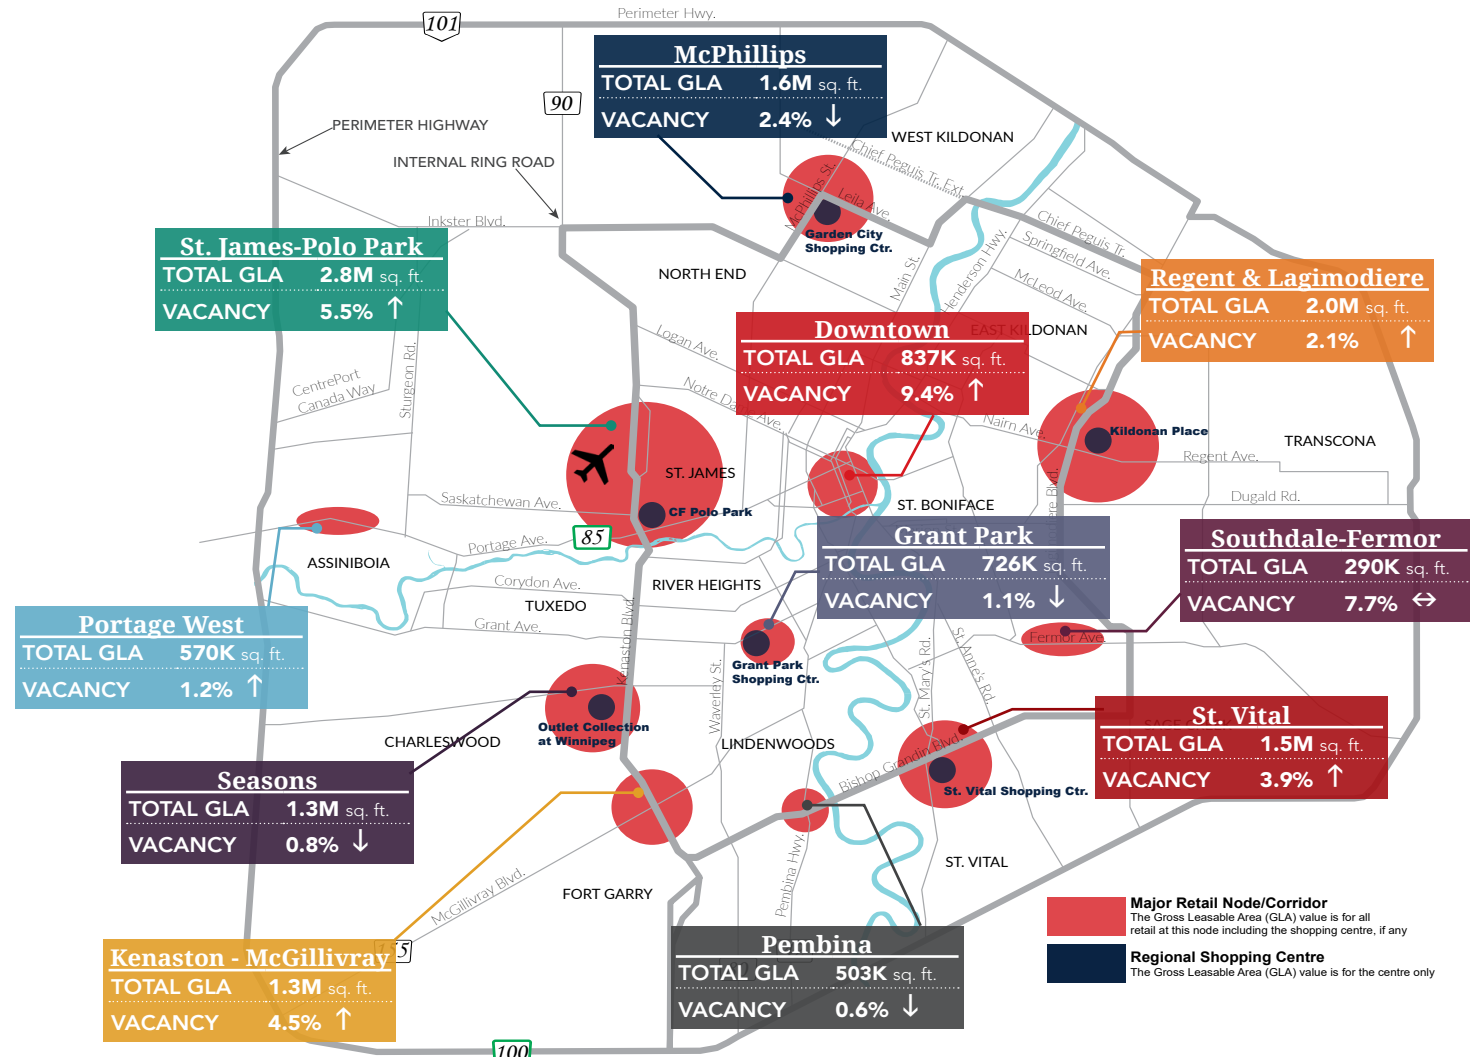 Perimeter Hwy.
101
McPhillips
TOTAL GLA 1.6M sq. ft.
VACANCY 2.4% ↓
90
PERIMETER HIGHWAY
INTERNAL RING ROAD
WEST KILDONAN
Chief Peguis Tr. Ext.
McPhillips St.
Leila Ave.
Garden City
Shopping Ctr.
Inkster Blvd.
Chief Peguis Tr.
Springfield Ave.
McLeod Ave.
Henderson Hwy.
Main St.
St. James-Polo Park
TOTAL GLA 2.8M sq. ft.
VACANCY 5.5% ↑
NORTH END
Regent & Lagimodiere
TOTAL GLA 2.0M sq. ft.
VACANCY 2.1% ↑
Downtown
TOTAL GLA 837K sq. ft.
VACANCY 9.4% ↑
EAST KILDONAN
Logan Ave.
Notre Dame Ave.
CentrePort
Canada Way
Sturgeon Rd.
Nairn Ave.
Kildonan Place
TRANSCONA
Regent Ave.
Dugald Rd.
ST. JAMES
Saskatchewan Ave.
CF Polo Park
ST. BONIFACE
85
Portage Ave.
ASSINIBOIA
Grant Park
TOTAL GLA 726K sq. ft.
VACANCY 1.1% ↓
Southdale-Fermor
TOTAL GLA 290K sq. ft.
VACANCY 7.7% ↔
Corydon Ave.
RIVER HEIGHTS
TUXEDO
Grant Ave.
Kenaston Blvd.
Portage West
TOTAL GLA 570K sq. ft.
VACANCY 1.2% ↑
Fermor Ave.
Grant Park
Shopping Ctr.
Waverley St.
St. Mary's Rd.
St. Anne's Rd.
Outlet Collection
at Winnipeg
CHARLESWOOD
LINDENWOODS
Bishop Grandin Blvd.
St. Vital
TOTAL GLA 1.5M sq. ft.
VACANCY 3.9% ↑
St. Vital Shopping Ctr.
Seasons
TOTAL GLA 1.3M sq. ft.
VACANCY 0.8% ↓
ST. VITAL
FORT GARRY
McGillivray Blvd.
Pembina Hwy.
155
Kenaston - McGillivray
TOTAL GLA 1.3M sq. ft.
VACANCY 4.5% ↑
Pembina
TOTAL GLA 503K sq. ft.
VACANCY 0.6% ↓
Major Retail Node/Corridor
The Gross Leasable Area (GLA) value is for all
retail at this node including the shopping centre, if any
Regional Shopping Centre
The Gross Leasable Area (GLA) value is for the centre only
100